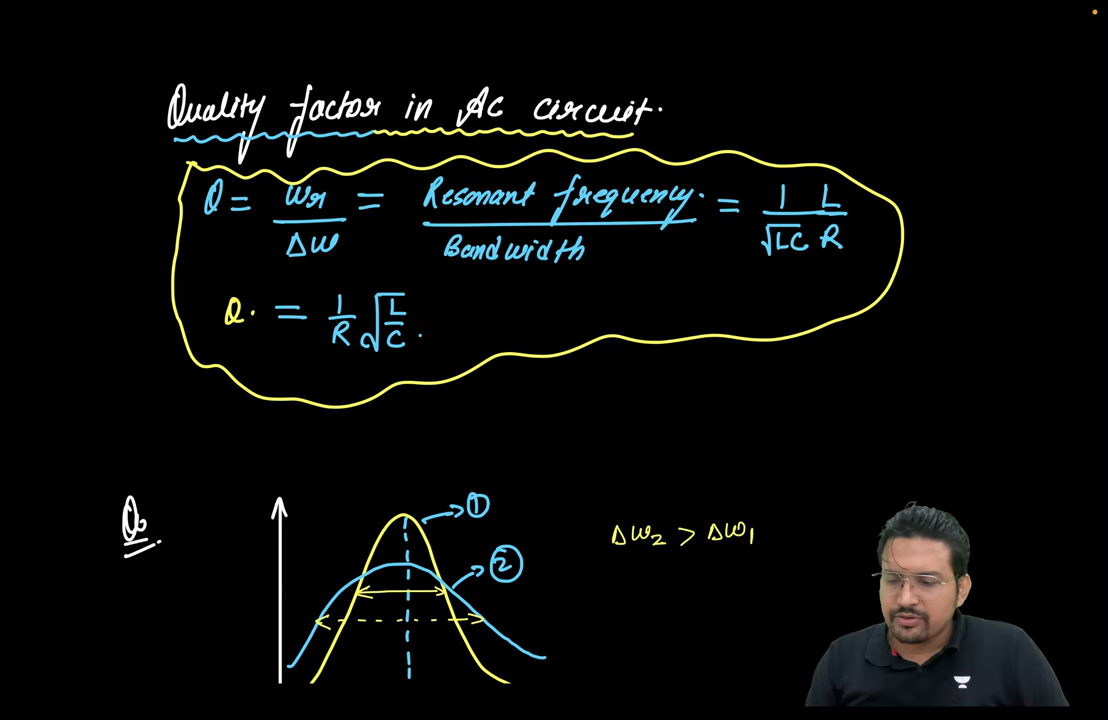 Quality factor in Ac circuit.
Q = ωr/Δω = Resonant frequency./Bandwidth = 1/√LC L/R
Q. = 1/R √L/C.
Q.
①
②
Δω2 > Δω1